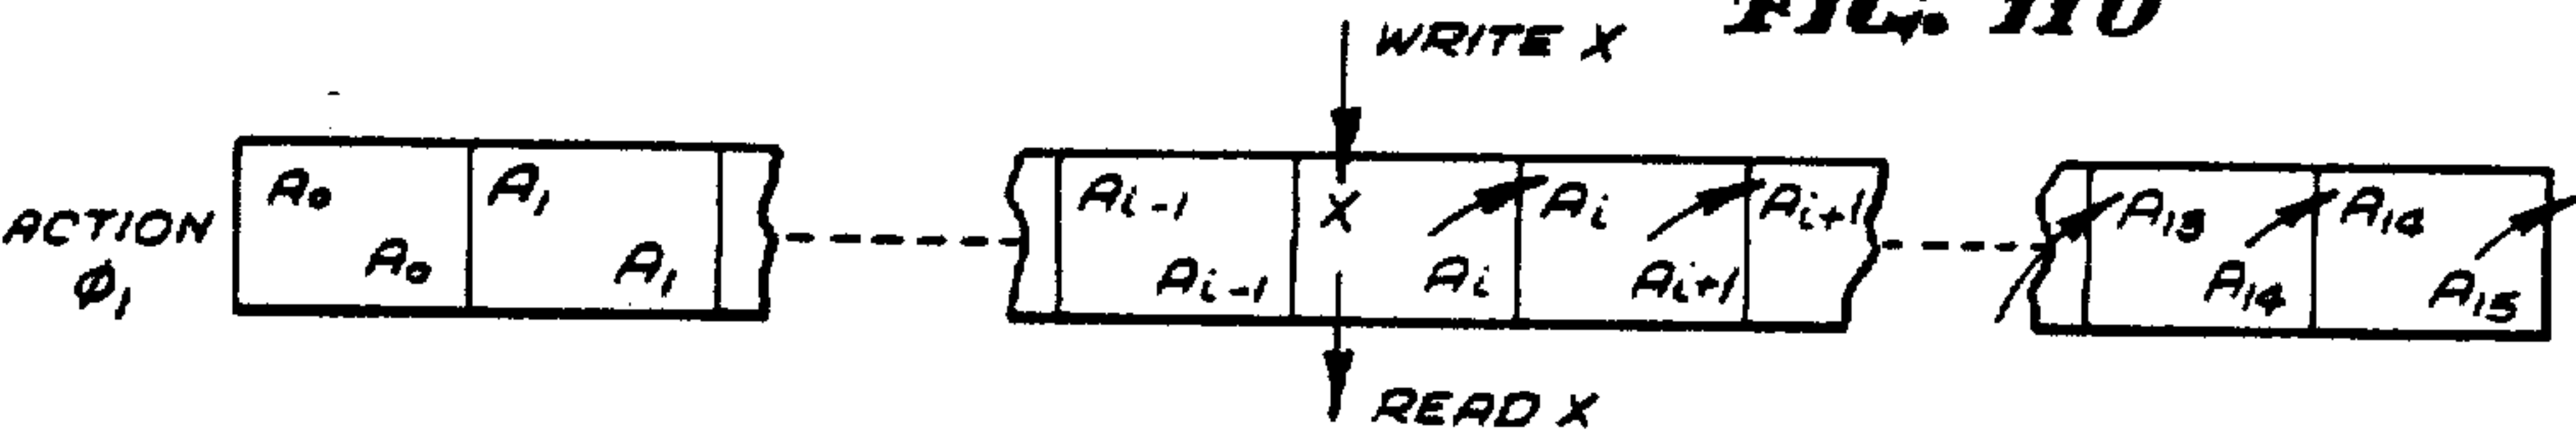 FIG.
WRITE X
A₀ A₁ Aᵢ₋₁ X Aᵢ Aᵢ₊₁ A₁₃ A₁₄
ACTION
φ₁
A₀ A₁ Aᵢ₋₁ Aᵢ Aᵢ₊₁ A₁₄ A₁₅
READ X